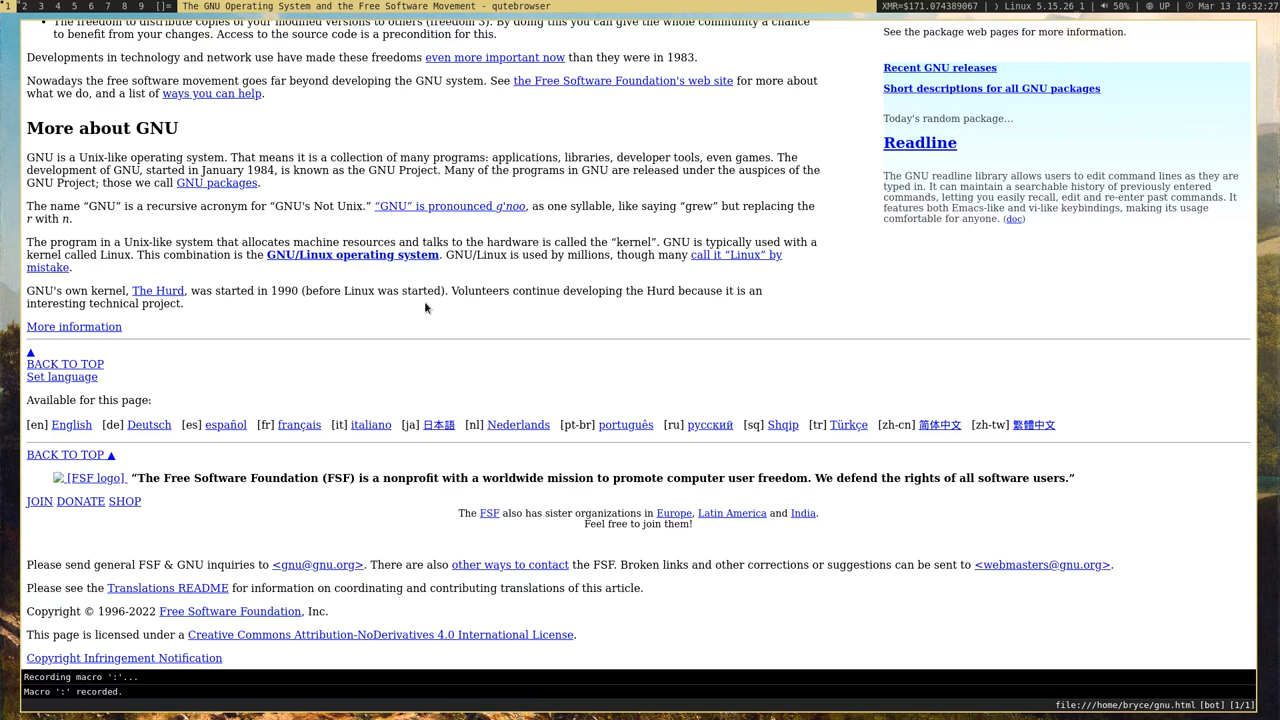 1 2 3 4 5 6 7 8 9 []= The GNU Operating System and the Free Software Movement - qutebrowser XMR=$171.074389067 | Linux 5.15.26 1 | 50% | UP | Mar 13 16:32:27
The freedom to distribute copies of your modified versions to others (freedom 3). By doing this you can give the whole community a chance
to benefit from your changes. Access to the source code is a precondition for this.
Developments in technology and network use have made these freedoms even more important now than they were in 1983.
Nowadays the free software movement goes far beyond developing the GNU system. See the Free Software Foundation's web site for more about
what we do, and a list of ways you can help.
More about GNU
GNU is a Unix-like operating system. That means it is a collection of many programs: applications, libraries, developer tools, even games. The
development of GNU, started in January 1984, is known as the GNU Project. Many of the programs in GNU are released under the auspices of the
GNU Project; those we call GNU packages.
The name “GNU” is a recursive acronym for “GNU's Not Unix.” “GNU” is pronounced g'noo, as one syllable, like saying “grew” but replacing the
r with n.
The program in a Unix-like system that allocates machine resources and talks to the hardware is called the “kernel”. GNU is typically used with a
kernel called Linux. This combination is the GNU/Linux operating system. GNU/Linux is used by millions, though many call it “Linux” by
mistake.
GNU's own kernel, The Hurd, was started in 1990 (before Linux was started). Volunteers continue developing the Hurd because it is an
interesting technical project.
More information
See the package web pages for more information.
Recent GNU releases
Short descriptions for all GNU packages
Today's random package…
Readline
The GNU readline library allows users to edit command lines as they are
typed in. It can maintain a searchable history of previously entered
commands, letting you easily recall, edit and re-enter past commands. It
features both Emacs-like and vi-like keybindings, making its usage
comfortable for anyone. (doc)
▲
BACK TO TOP
Set language
Available for this page:
[en] English [de] Deutsch [es] español [fr] français [it] italiano [ja] 日本語 [nl] Nederlands [pt-br] português [ru] русский [sq] Shqip [tr] Türkçe [zh-cn] 简体中文 [zh-tw] 繁體中文
BACK TO TOP ▲
[FSF logo] “The Free Software Foundation (FSF) is a nonprofit with a worldwide mission to promote computer user freedom. We defend the rights of all software users.”
JOIN DONATE SHOP
The FSF also has sister organizations in Europe, Latin America and India.
Feel free to join them!
Please send general FSF & GNU inquiries to <gnu@gnu.org>. There are also other ways to contact the FSF. Broken links and other corrections or suggestions can be sent to <webmasters@gnu.org>.
Please see the Translations README for information on coordinating and contributing translations of this article.
Copyright © 1996-2022 Free Software Foundation, Inc.
This page is licensed under a Creative Commons Attribution-NoDerivatives 4.0 International License.
Copyright Infringement Notification
Recording macro ':'...
Macro ':' recorded.
file:///home/bryce/gnu.html [bot] [1/1]